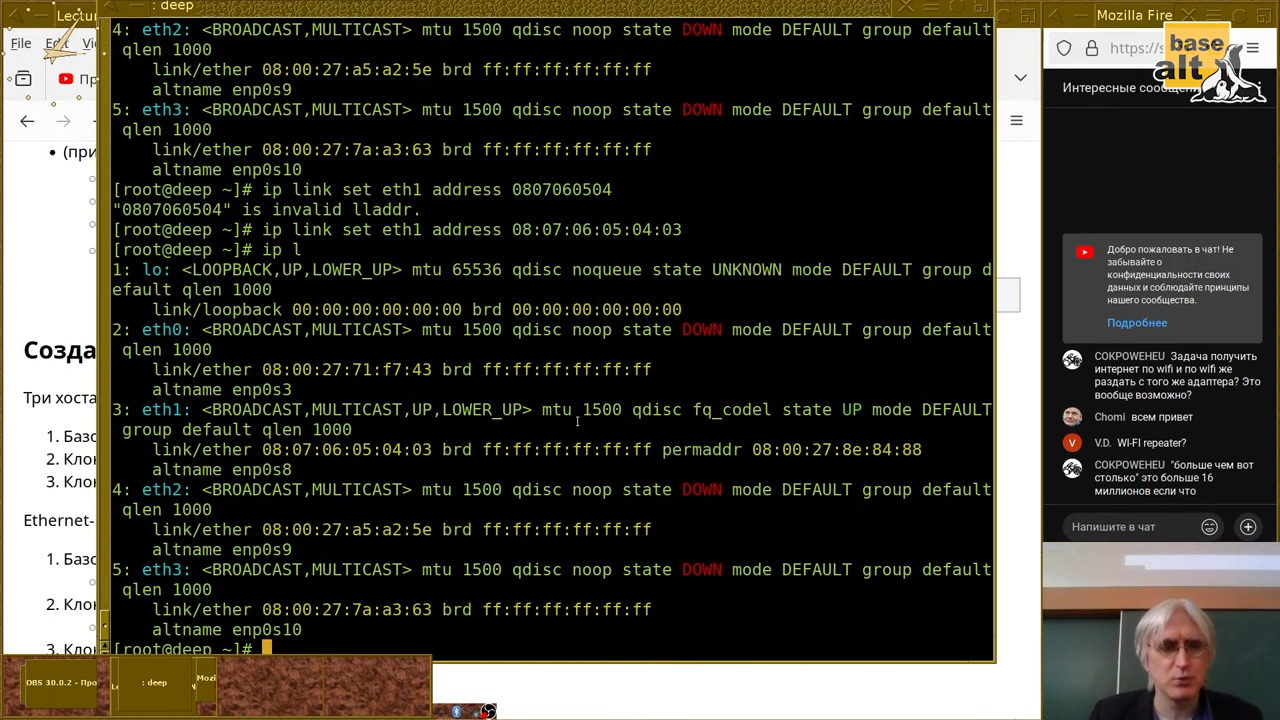 Lectu
: deep
Mozilla Fire
File
Ed
Vi
Пр
https://s
base
alt
Интересные сообщен
• (при
Созда
Три хоста
1. Базо
2. Клон
3. Клон
Ethernet-
1. Базо
2. Клон
3. Клон
4: eth2: <BROADCAST,MULTICAST> mtu 1500 qdisc noop state DOWN mode DEFAULT group default
qlen 1000
link/ether 08:00:27:a5:a2:5e brd ff:ff:ff:ff:ff:ff
altname enp0s9
5: eth3: <BROADCAST,MULTICAST> mtu 1500 qdisc noop state DOWN mode DEFAULT group default
qlen 1000
link/ether 08:00:27:7a:a3:63 brd ff:ff:ff:ff:ff:ff
altname enp0s10
[root@deep ~]# ip link set eth1 address 0807060504
"0807060504" is invalid lladdr.
[root@deep ~]# ip link set eth1 address 08:07:06:05:04:03
[root@deep ~]# ip l
1: lo: <LOOPBACK,UP,LOWER_UP> mtu 65536 qdisc noqueue state UNKNOWN mode DEFAULT group d
efault qlen 1000
link/loopback 00:00:00:00:00:00 brd 00:00:00:00:00:00
2: eth0: <BROADCAST,MULTICAST> mtu 1500 qdisc noop state DOWN mode DEFAULT group default
qlen 1000
link/ether 08:00:27:71:f7:43 brd ff:ff:ff:ff:ff:ff
altname enp0s3
3: eth1: <BROADCAST,MULTICAST,UP,LOWER_UP> mtu 1500 qdisc fq_codel state UP mode DEFAULT
group default qlen 1000
link/ether 08:07:06:05:04:03 brd ff:ff:ff:ff:ff:ff permaddr 08:00:27:8e:84:88
altname enp0s8
4: eth2: <BROADCAST,MULTICAST> mtu 1500 qdisc noop state DOWN mode DEFAULT group default
qlen 1000
link/ether 08:00:27:a5:a2:5e brd ff:ff:ff:ff:ff:ff
altname enp0s9
5: eth3: <BROADCAST,MULTICAST> mtu 1500 qdisc noop state DOWN mode DEFAULT group default
qlen 1000
link/ether 08:00:27:7a:a3:63 brd ff:ff:ff:ff:ff:ff
altname enp0s10
[root@deep ~]#
Добро пожаловать в чат! Не
забывайте о
конфиденциальности своих
данных и соблюдайте принципы
нашего сообщества.
Подробнее
COKPOWEHEU Задача получить
интернет по wifi и по wifi же
раздать с того же адаптера? Это
вообще возможно?
Chomi всем привет
V
V.D. WI-FI repeater?
COKPOWEHEU "больше чем вот
столько" это больше 16
миллионов если что
Напишите в чат
OBS 30.0.2 - Про
: deep
Mozi